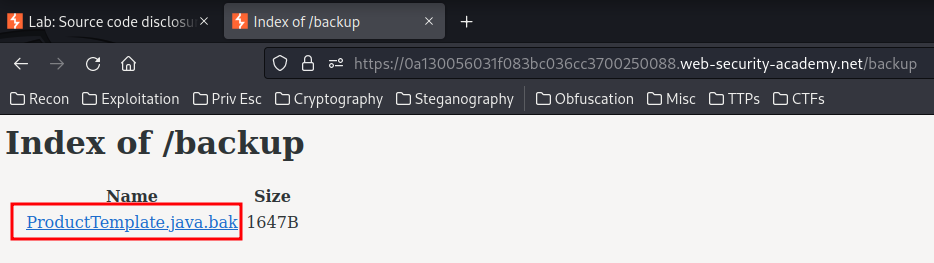 Lab: Source code disclosu
Index of /backup
https://0a130056031f083bc036cc3700250088.web-security-academy.net/backup
Recon Exploitation Priv Esc Cryptography Steganography Obfuscation Misc TTPs CTFs
Index of /backup
Name Size
ProductTemplate.java.bak 1647B